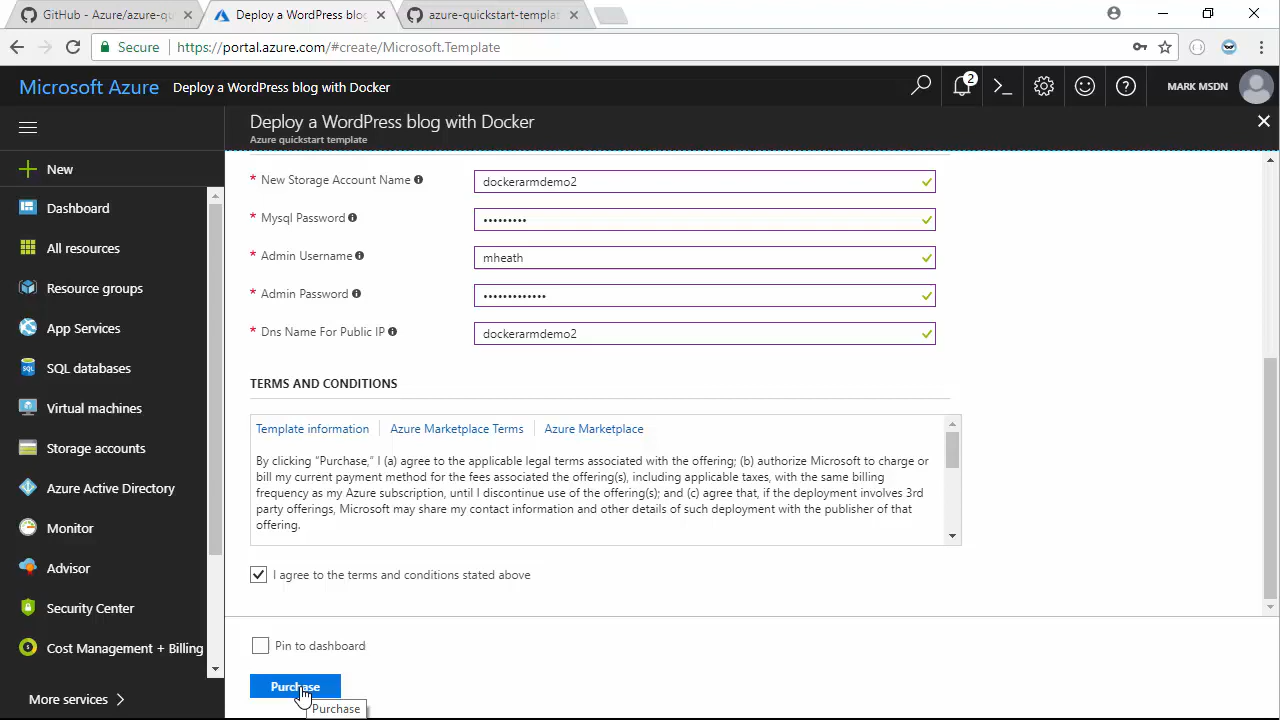 GitHub - Azure/azure-qu
Deploy a WordPress blog
azure-quickstart-templat
Secure
https://portal.azure.com/#create/Microsoft.Template
Microsoft Azure
Deploy a WordPress blog with Docker
2
MARK MSDN
Deploy a WordPress blog with Docker
Azure quickstart template
New
Dashboard
All resources
Resource groups
App Services
SQL
SQL databases
Virtual machines
Storage accounts
Azure Active Directory
Monitor
Advisor
Security Center
Cost Management + Billing
More services
* New Storage Account Name
dockerarmdemo2
* Mysql Password
•••••••••
* Admin Username
mheath
* Admin Password
•••••••••••••
* Dns Name For Public IP
dockerarmdemo2
TERMS AND CONDITIONS
Template information
Azure Marketplace Terms
Azure Marketplace
By clicking “Purchase,” I (a) agree to the applicable legal terms associated with the offering; (b) authorize Microsoft to charge or
bill my current payment method for the fees associated the offering(s), including applicable taxes, with the same billing
frequency as my Azure subscription, until I discontinue use of the offering(s); and (c) agree that, if the deployment involves 3rd
party offerings, Microsoft may share my contact information and other details of such deployment with the publisher of that
offering.
I agree to the terms and conditions stated above
Pin to dashboard
Purchase
Purchase